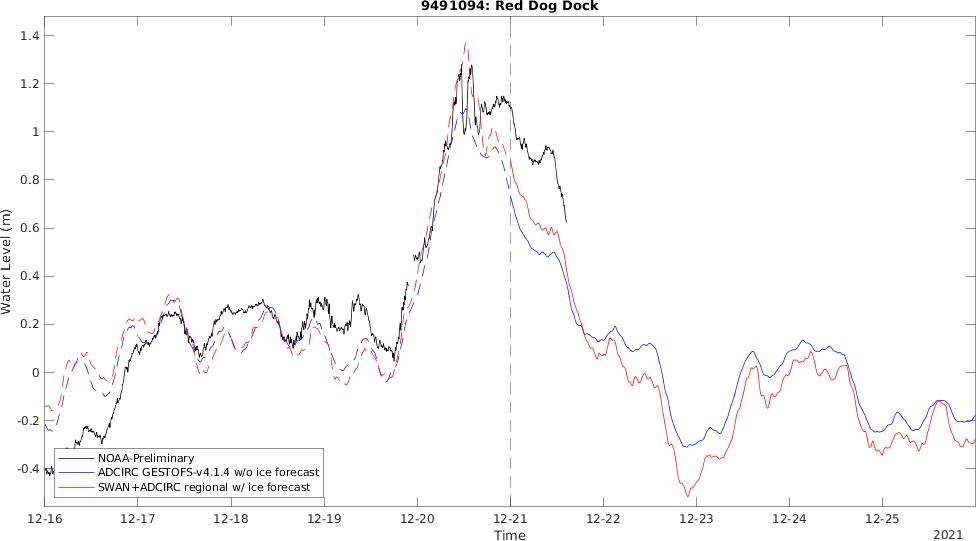 9491094: Red Dog Dock
Water Level (m)
1.4
1.2
1
0.8
0.6
0.4
0.2
0
-0.2
-0.4
NOAA-Preliminary
ADCIRC GESTOFS-v4.1.4 w/o ice forecast
SWAN+ADCIRC regional w/ ice forecast
12-16 12-17 12-18 12-19 12-20 12-21 12-22 12-23 12-24 12-25
Time
2021